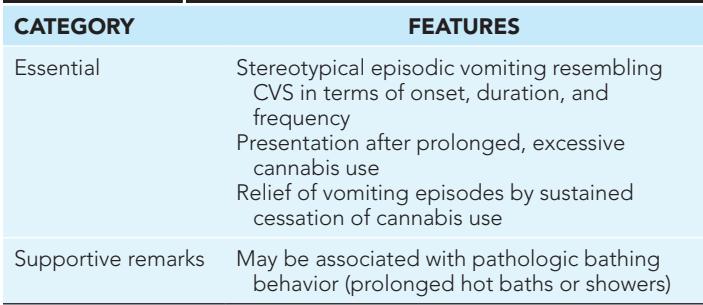 CATEGORY FEATURES
Essential Stereotypical episodic vomiting resembling
CVS in terms of onset, duration, and
frequency
Presentation after prolonged, excessive
cannabis use
Relief of vomiting episodes by sustained
cessation of cannabis use
Supportive remarks May be associated with pathologic bathing
behavior (prolonged hot baths or showers)